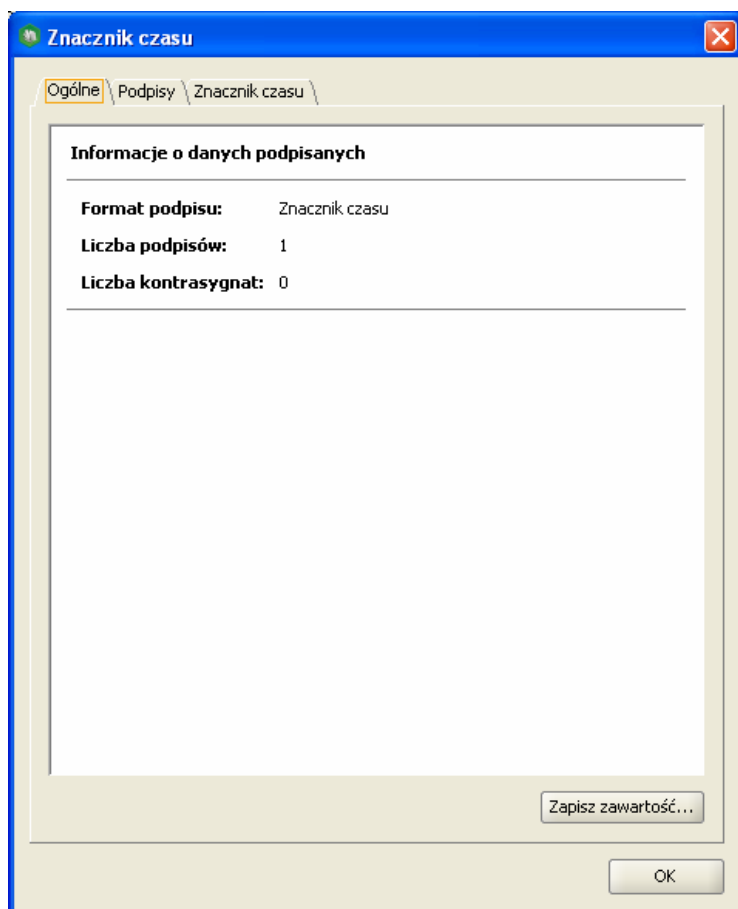 Znacznik czasu
Ogólne Podpisy Znacznik czasu
Informacje o danych podpisanych
Format podpisu: Znacznik czasu
Liczba podpisów: 1
Liczba kontrasygnat: 0
Zapisz zawartość...
OK